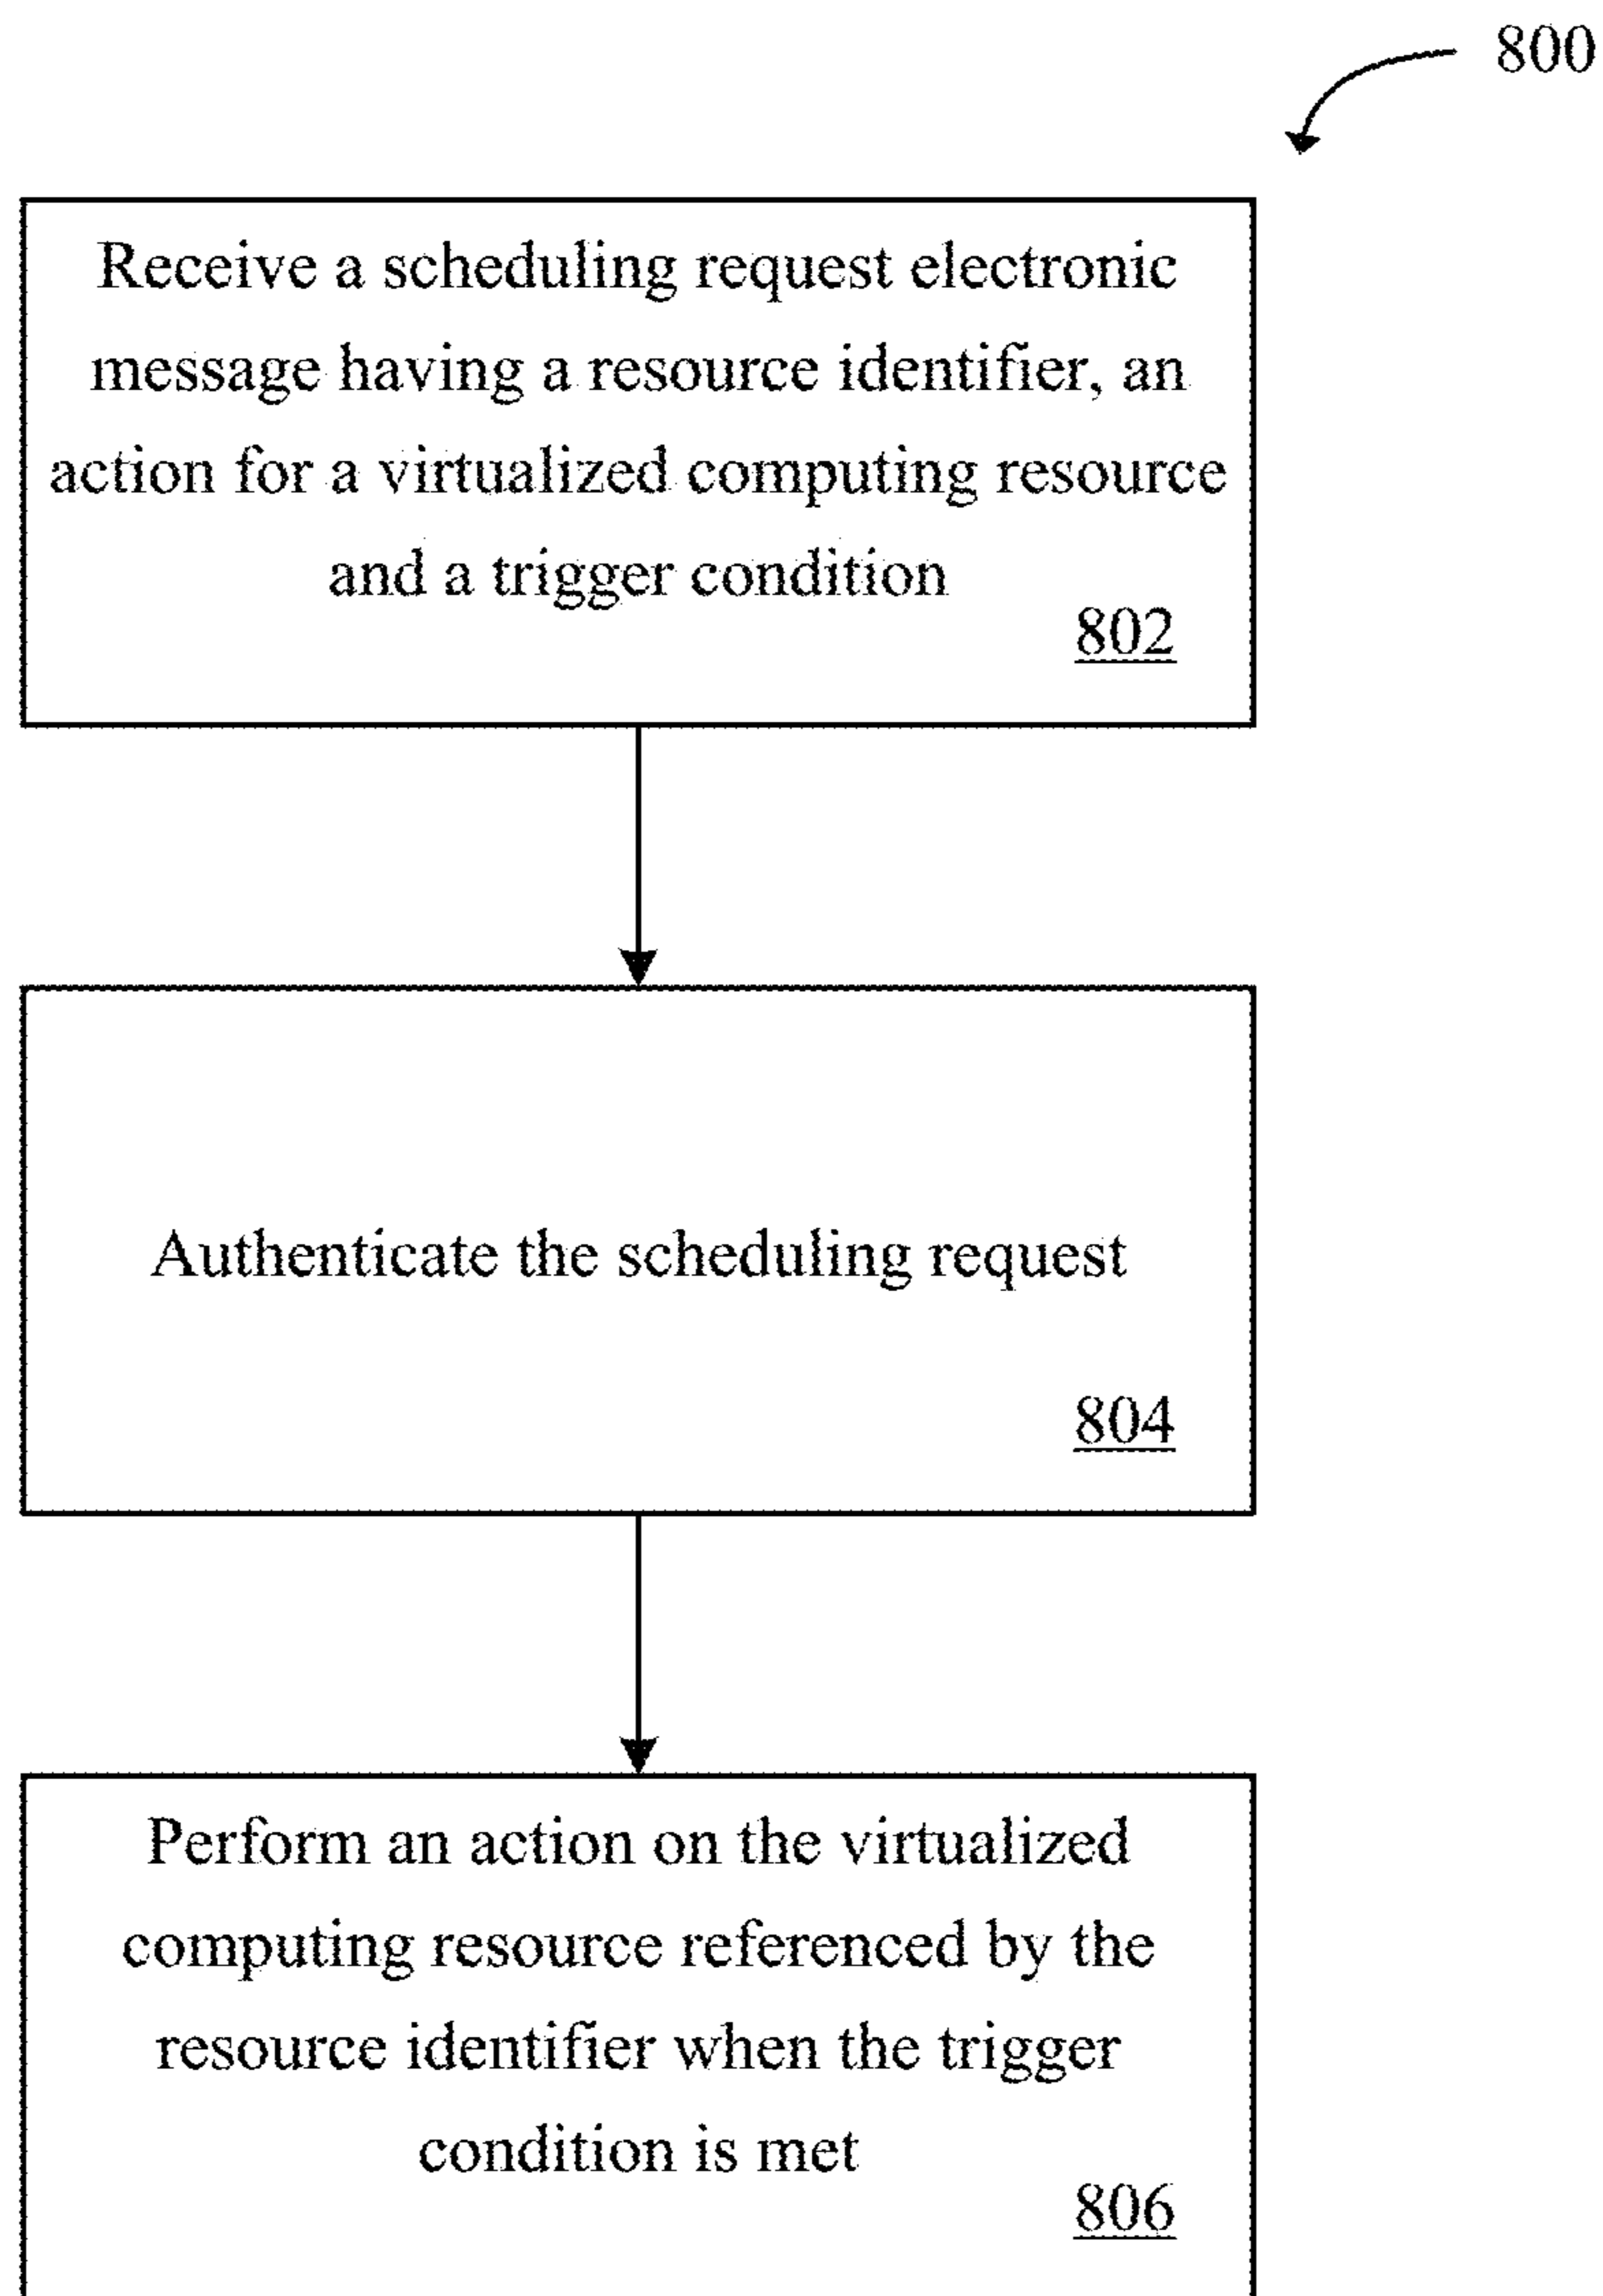 800
Receive a scheduling request electronic
message having a resource identifier, an
action for a virtualized computing resource
and a trigger condition
802
Authenticate the scheduling request
804
Perform an action on the virtualized
computing resource referenced by the
resource identifier when the trigger
condition is met
806